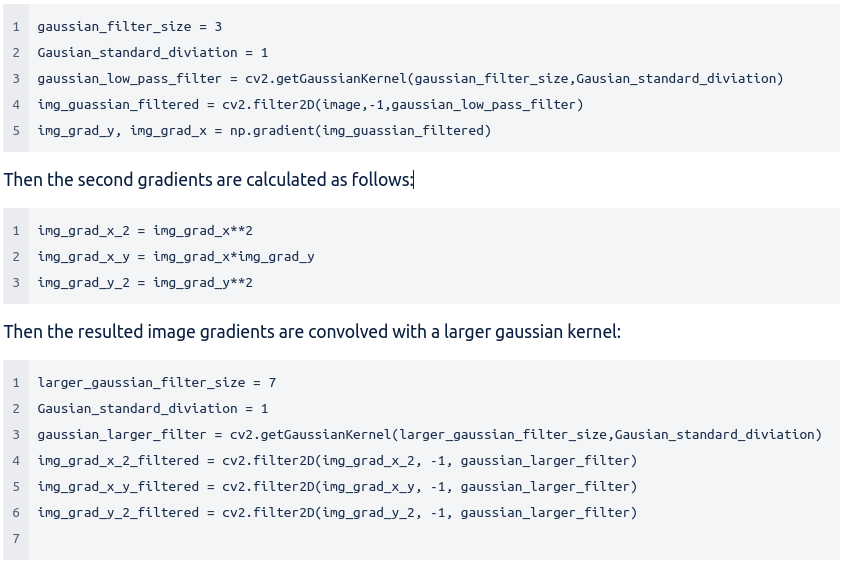 1 gaussian_filter_size = 3
2 Gausian_standard_diviation = 1
3 gaussian_low_pass_filter = cv2.getGaussianKernel(gaussian_filter_size,Gausian_standard_diviation)
4 img_guassian_filtered = cv2.filter2D(image,-1,gaussian_low_pass_filter)
5 img_grad_y, img_grad_x = np.gradient(img_guassian_filtered)
Then the second gradients are calculated as follows:
1 img_grad_x_2 = img_grad_x**2
2 img_grad_x_y = img_grad_x*img_grad_y
3 img_grad_y_2 = img_grad_y**2
Then the resulted image gradients are convolved with a larger gaussian kernel:
1 larger_gaussian_filter_size = 7
2 Gausian_standard_diviation = 1
3 gaussian_larger_filter = cv2.getGaussianKernel(larger_gaussian_filter_size,Gausian_standard_diviation)
4 img_grad_x_2_filtered = cv2.filter2D(img_grad_x_2, -1, gaussian_larger_filter)
5 img_grad_x_y_filtered = cv2.filter2D(img_grad_x_y, -1, gaussian_larger_filter)
6 img_grad_y_2_filtered = cv2.filter2D(img_grad_y_2, -1, gaussian_larger_filter)
7